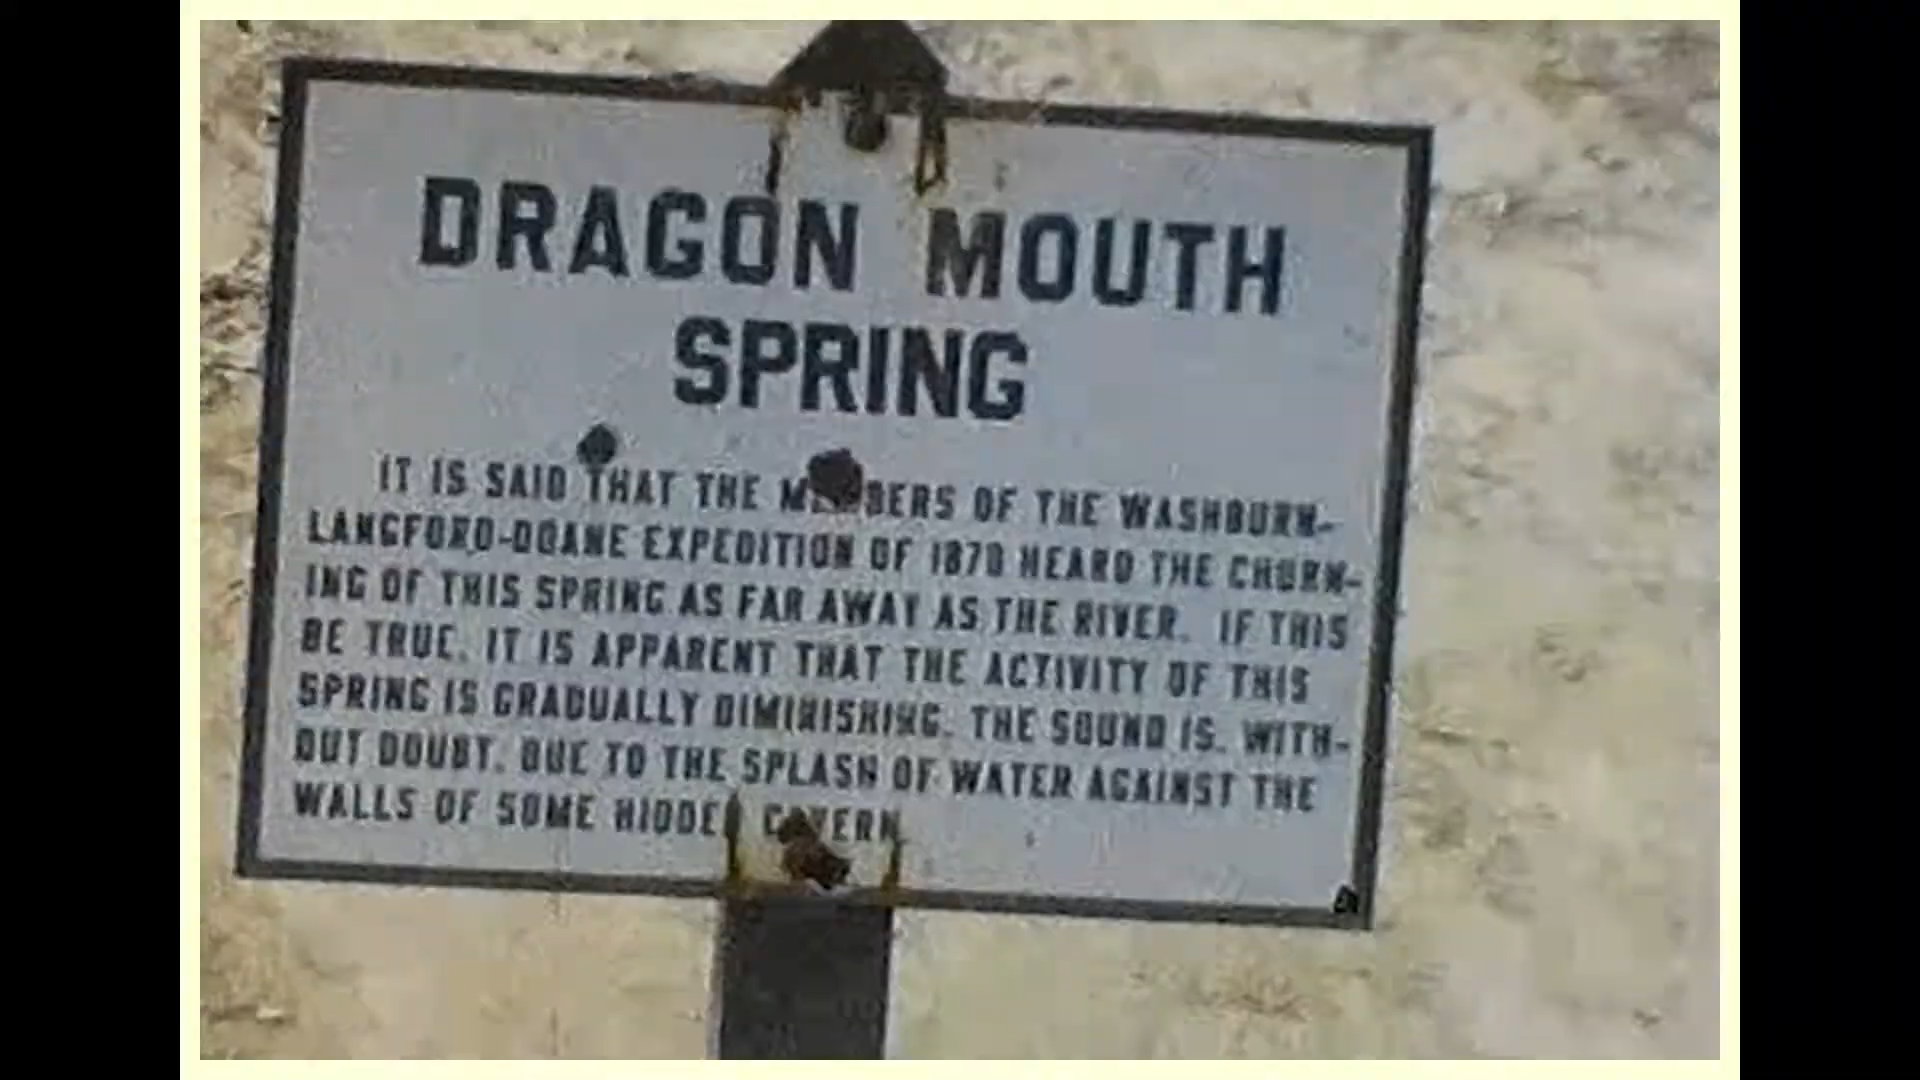 DRAGON MOUTH
SPRING
IT IS SAID THAT THE MEMBERS OF THE WASHBURN-
LANGFORD-DOANE EXPEDITION OF 1870 HEARD THE CHURN-
ING OF THIS SPRING AS FAR AWAY AS THE RIVER. IF THIS
BE TRUE, IT IS APPARENT THAT THE ACTIVITY OF THIS
SPRING IS GRADUALLY DIMINISHING. THE SOUND IS, WITH-
OUT DOUBT, DUE TO THE SPLASH OF WATER AGAINST THE
WALLS OF SOME HIDDEN CAVERN